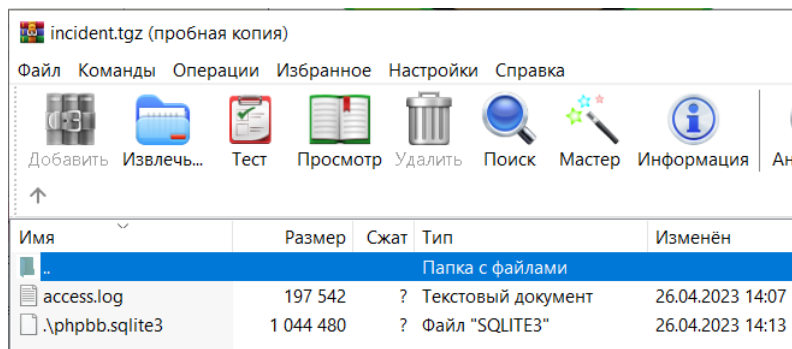 incident.tgz (пробная копия)
Файл Команды Операции Избранное Настройки Справка
Добавить Извлечь... Тест Просмотр Удалить Поиск Мастер Информация Ан
Имя Размер Сжат Тип Изменён
.. Папка с файлами
access.log 197 542 ? Текстовый документ 26.04.2023 14:07
.\phpbb.sqlite3 1 044 480 ? Файл "SQLITE3" 26.04.2023 14:13